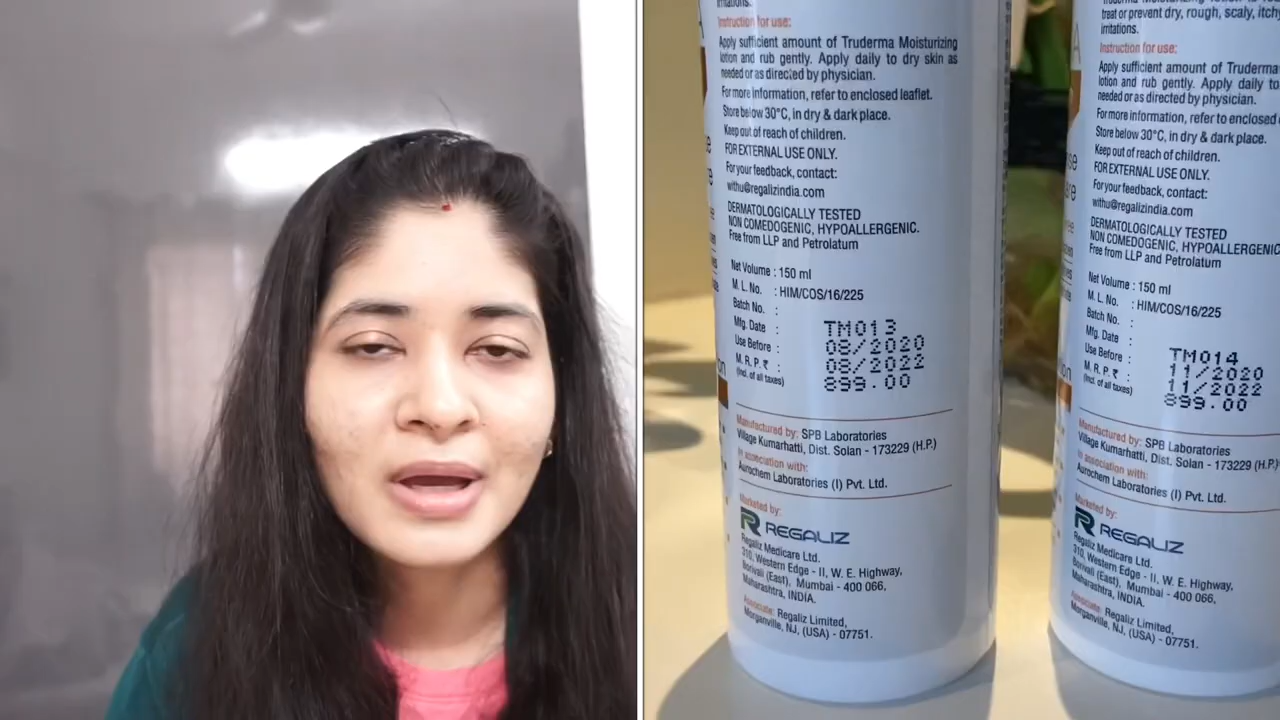 irritations.
Instruction for use:
Apply sufficient amount of Truderma Moisturizing
lotion and rub gently. Apply daily to dry skin as
needed or as directed by physician.
For more information, refer to enclosed leaflet.
Store below 30°C, in dry & dark place.
Keep out of reach of children.
FOR EXTERNAL USE ONLY.
For your feedback, contact:
withu@regalizindia.com
DERMATOLOGICALLY TESTED
NON COMEDOGENIC, HYPOALLERGENIC.
Free from LLP and Petrolatum
Net Volume : 150 ml
M. L. No. : HIM/COS/16/225
Batch No. : TM013
Mfg. Date : 08/2020
Use Before : 08/2022
M. R. P. ₹ : 899.00
(Incl. of all taxes)
Manufactured by: SPB Laboratories
Village Kumarhatti, Dist. Solan - 173229 (H.P.)
In association with:
Aurochem Laboratories (I) Pvt. Ltd.
Marketed by:
REGALIZ
Regaliz Medicare Ltd.
310, Western Edge - II, W. E. Highway,
Borivali (East), Mumbai - 400 066,
Maharashtra, INDIA.
Associate: Regaliz Limited,
Morganville, NJ, (USA) - 07751.
treat or prevent dry, rough, scaly, itchy
irritations.
Instruction for use:
Apply sufficient amount of Truderma
lotion and rub gently. Apply daily to
needed or as directed by physician.
For more information, refer to enclosed
Store below 30°C, in dry & dark place.
Keep out of reach of children.
FOR EXTERNAL USE ONLY.
For your feedback, contact:
withu@regalizindia.com
DERMATOLOGICALLY TESTED
NON COMEDOGENIC, HYPOALLERGENIC
Free from LLP and Petrolatum
Net Volume : 150 ml
M. L. No. : HIM/COS/16/225
Batch No. : TM014
Mfg. Date : 11/2020
Use Before : 11/2022
M. R. P. ₹ : 899.00
(Incl. of all taxes)
Manufactured by: SPB Laboratories
Village Kumarhatti, Dist. Solan - 173229 (H.P.)
In association with:
Aurochem Laboratories (I) Pvt. Ltd.
Marketed by:
REGALIZ
Regaliz Medicare Ltd.
310, Western Edge - II, W. E. Highway,
Borivali (East), Mumbai - 400 066,
Maharashtra, INDIA.
Associate: Regaliz Limited,
Morganville, NJ, (USA) - 07751.